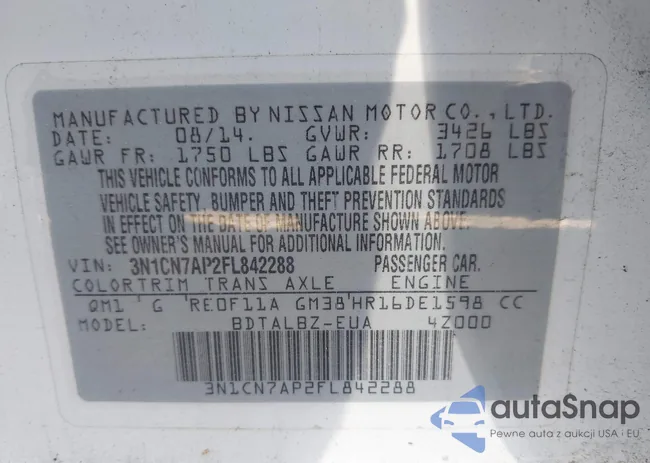 MANUFACTURED BY NISSAN MOTOR CO., LTD.
DATE: 08/14. GVWR: 3426 LBS
GAWR FR: 1750 LBS GAWR RR: 1708 LBS
THIS VEHICLE CONFORMS TO ALL APPLICABLE FEDERAL MOTOR
VEHICLE SAFETY, BUMPER AND THEFT PREVENTION STANDARDS
IN EFFECT ON THE DATE OF MANUFACTURE SHOWN ABOVE.
SEE OWNER'S MANUAL FOR ADDITIONAL INFORMATION.
VIN: 3N1CN7AP2FL842288 PASSENGER CAR.
COLOR TRIM TRANS AXLE ENGINE
QM1 G RE0F11A GM38 HR16DE1598 CC
MODEL: BDTALBZ-EUA 4Z000
3N1CN7AP2FL842288
autaSnap
Pewne auta z aukcji USA i EU